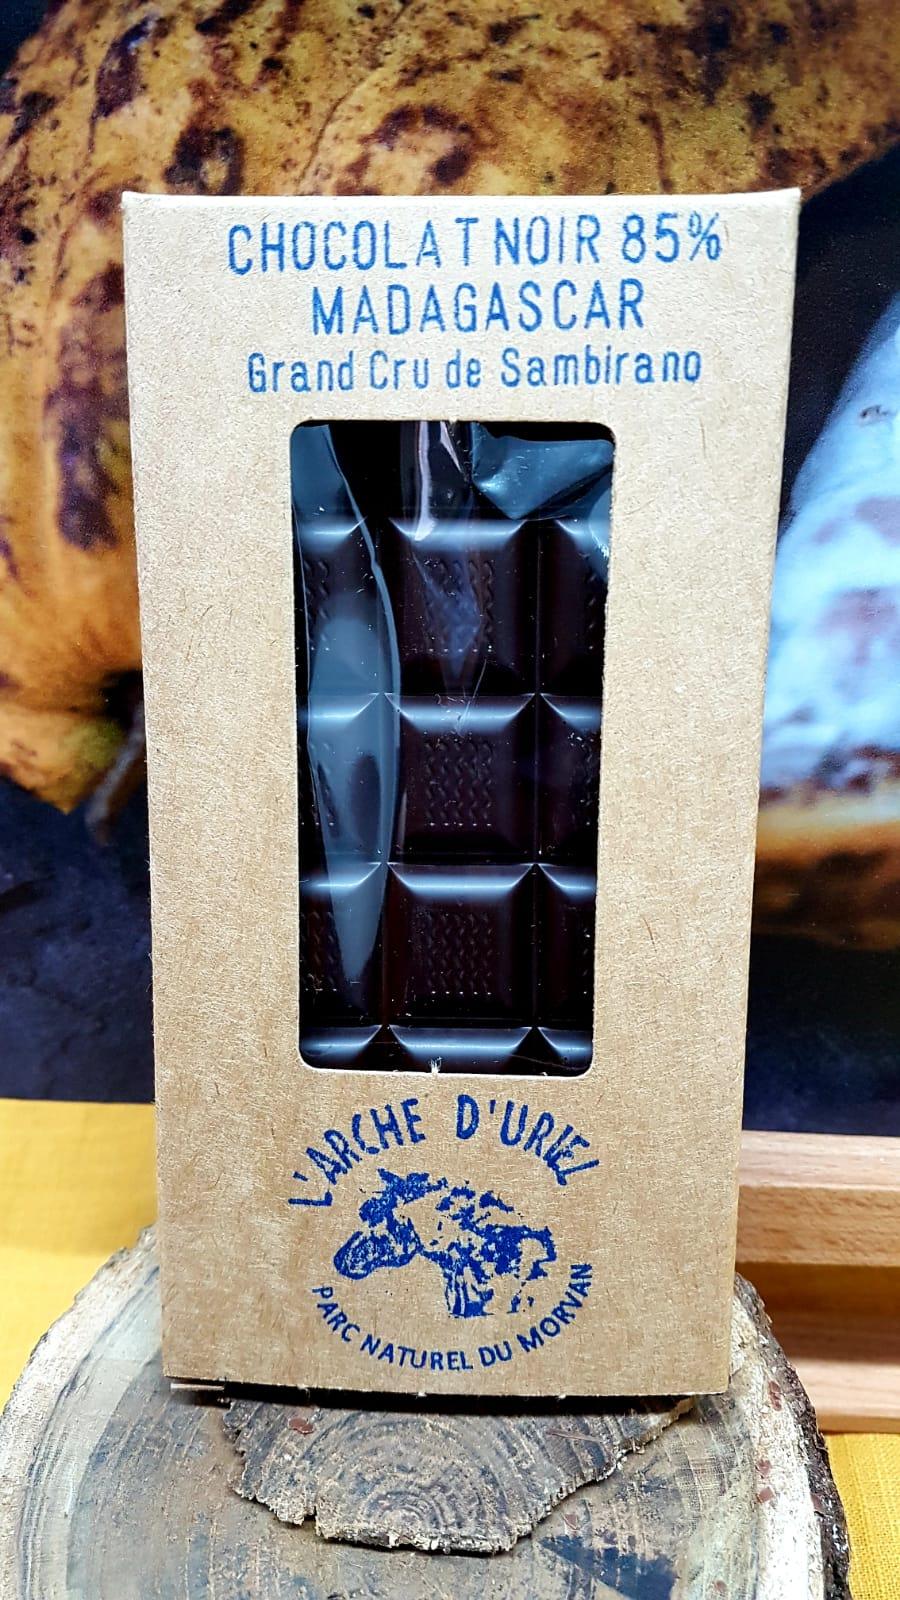 CHOCOLAT NOIR 85%
MADAGASCAR
Grand Cru de Sambirano
L'ARCHE D'URIEL
PARC NATUREL DU MORVAN